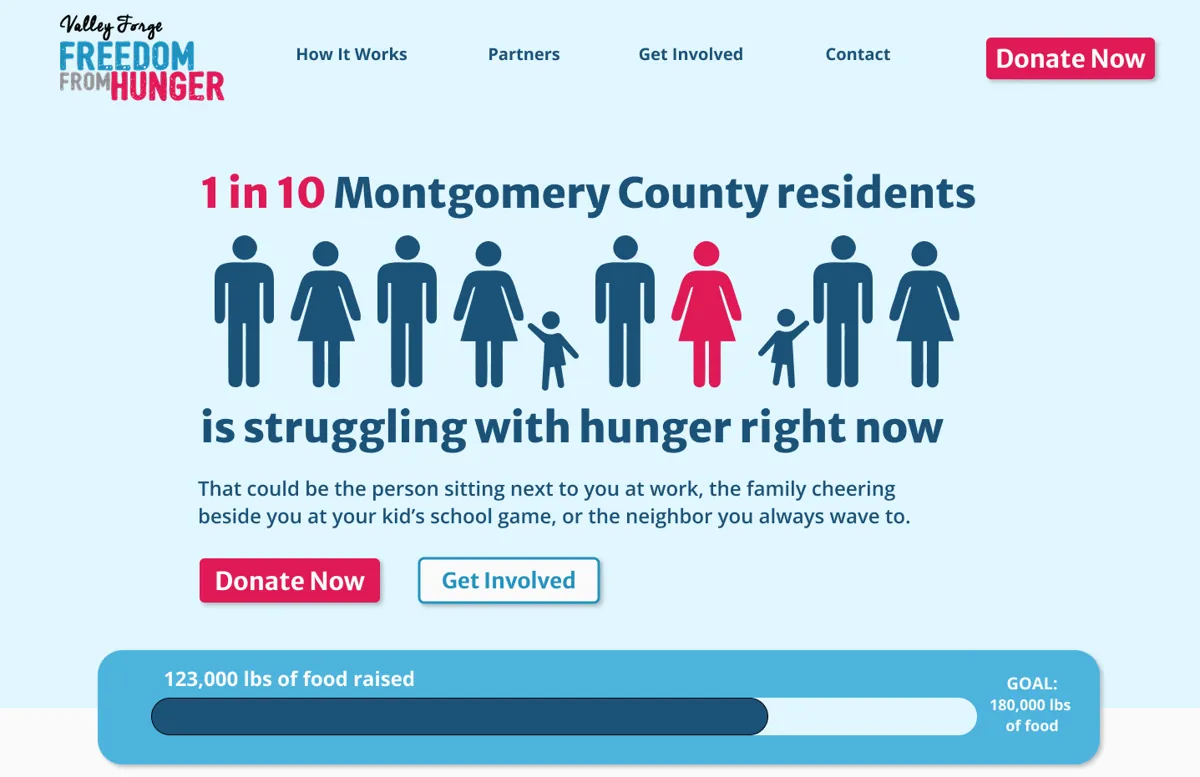 Valley Forge
FREEDOM
FROM HUNGER
How It Works
Partners
Get Involved
Contact
Donate Now
1 in 10 Montgomery County residents
is struggling with hunger right now
That could be the person sitting next to you at work, the family cheering
beside you at your kid’s school game, or the neighbor you always wave to.
Donate Now
Get Involved
123,000 lbs of food raised
GOAL:
180,000 lbs
of food